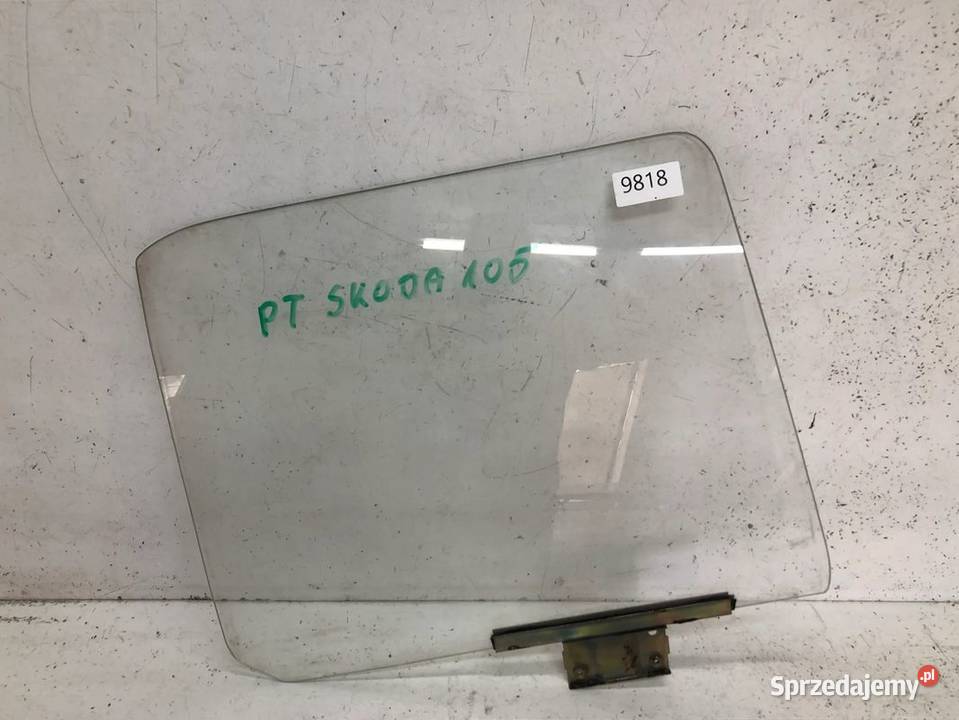 9818
PT SKODA 105
Sprzedajemy.pl